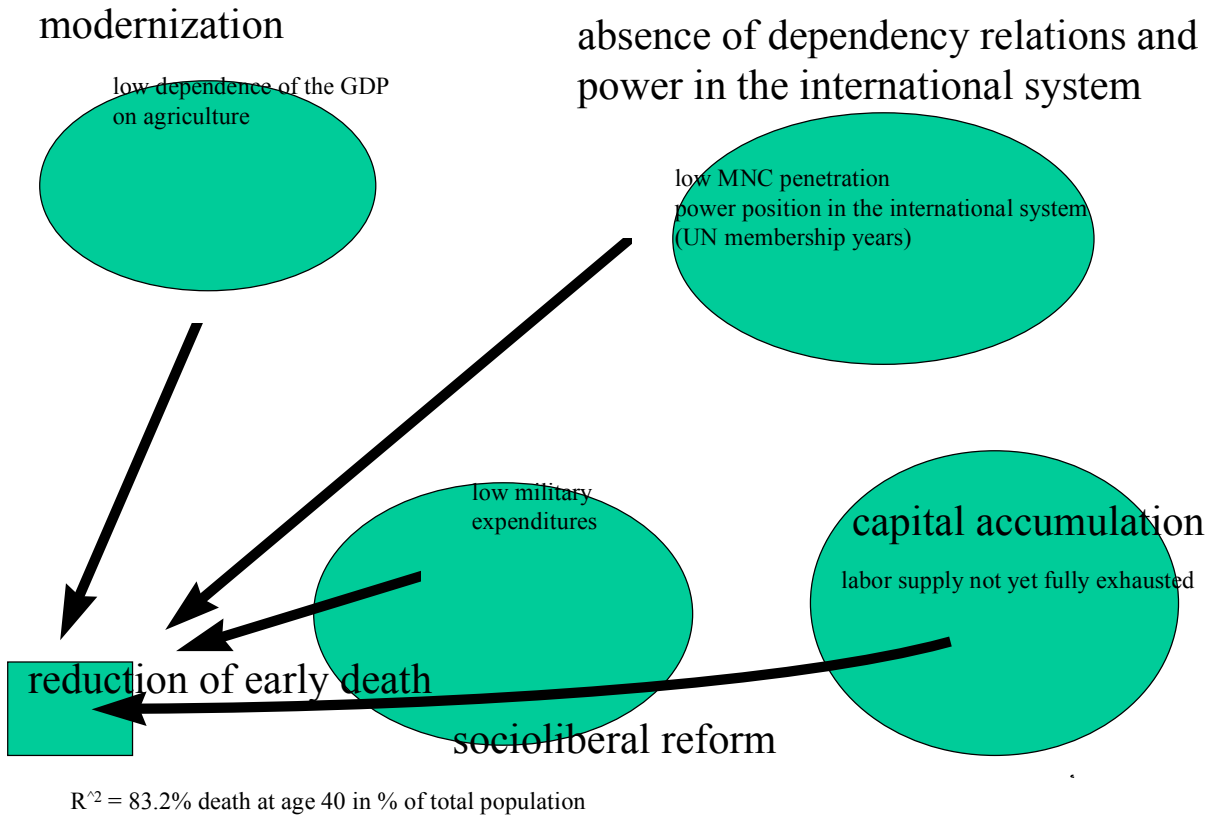 modernization
low dependence of the GDP
on agriculture
absence of dependency relations and
power in the international system
low MNC penetration
power position in the international system
(UN membership years)
low military
expenditures
capital accumulation
labor supply not yet fully exhausted
reduction of early death
socioliberal reform
R^2 = 83.2% death at age 40 in % of total population